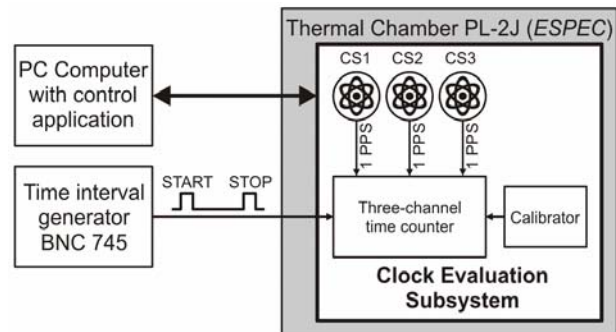 Thermal Chamber PL-2J (ESPEC)
PC Computer
with control
application
CS1 CS2 CS3
1 PPS 1 PPS 1 PPS
Time interval
generator
BNC 745
START STOP
Three-channel
time counter
Calibrator
Clock Evaluation
Subsystem